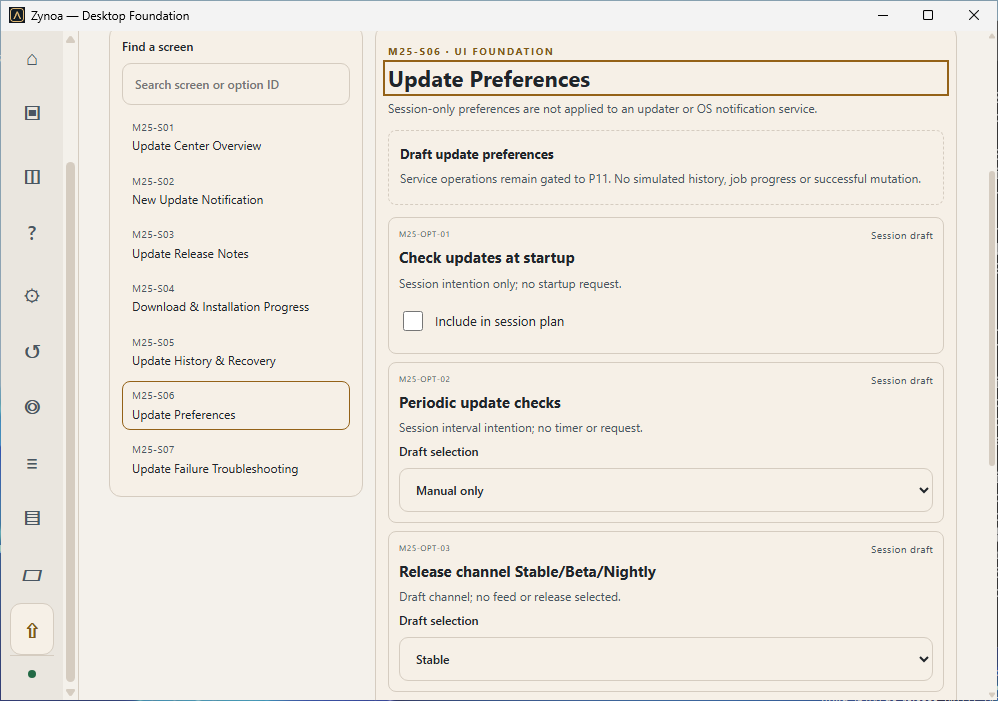 Zynoa — Desktop Foundation
Find a screen
Search screen or option ID
M25-S01
Update Center Overview
M25-S02
New Update Notification
M25-S03
Update Release Notes
M25-S04
Download & Installation Progress
M25-S05
Update History & Recovery
M25-S06
Update Preferences
M25-S07
Update Failure Troubleshooting
M25-S06 · UI FOUNDATION
Update Preferences
Session-only preferences are not applied to an updater or OS notification service.
Draft update preferences
Service operations remain gated to P11. No simulated history, job progress or successful mutation.
M25-OPT-01
Session draft
Check updates at startup
Session intention only; no startup request.
Include in session plan
M25-OPT-02
Session draft
Periodic update checks
Session interval intention; no timer or request.
Draft selection
Manual only
M25-OPT-03
Session draft
Release channel Stable/Beta/Nightly
Draft channel; no feed or release selected.
Draft selection
Stable